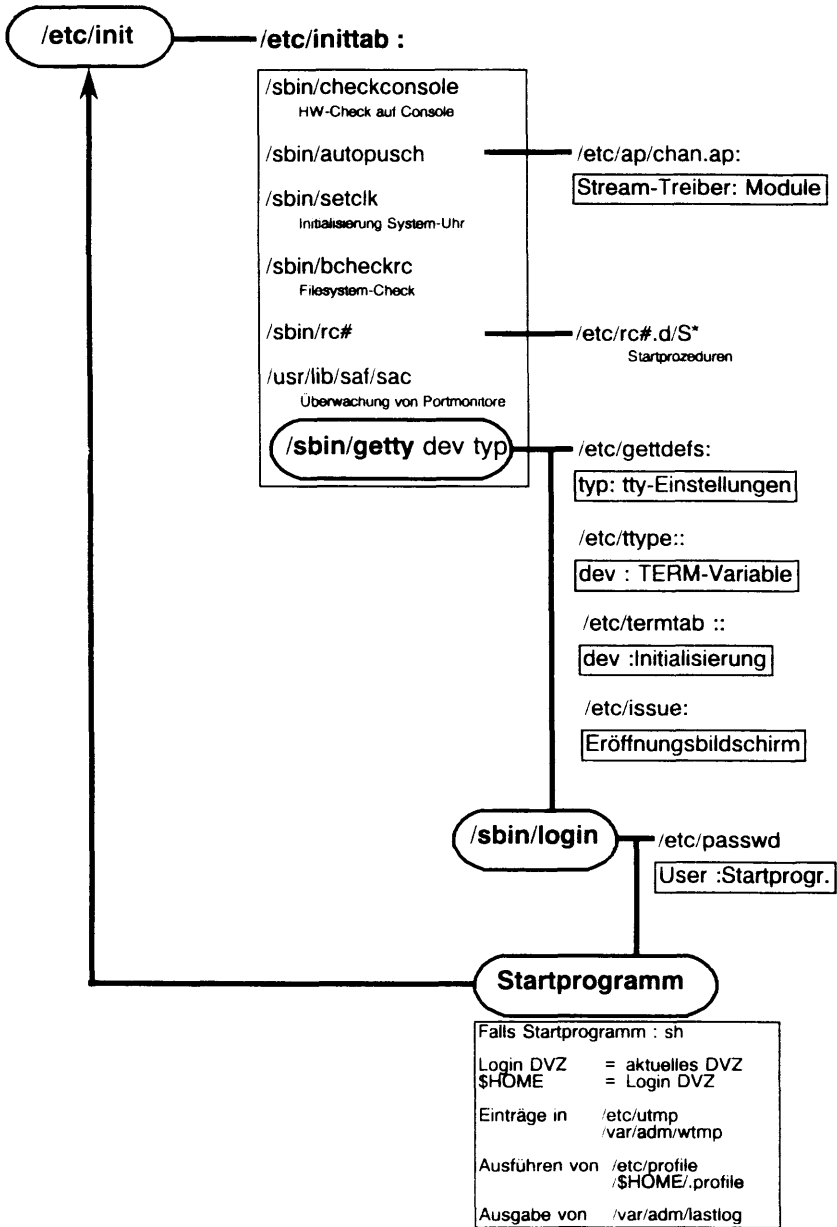 /etc/init
/etc/inittab :
/sbin/checkconsole
HW-Check auf Console
/sbin/autopusch
/etc/ap/chan.ap:
Stream-Treiber: Module
/sbin/setclk
Initialisierung System-Uhr
/sbin/bcheckrc
Filesystem-Check
/sbin/rc#
/etc/rc#.d/S*
Startprozeduren
/usr/lib/saf/sac
Überwachung von Portmonitore
/sbin/getty dev typ
/etc/gettdefs:
typ: tty-Einstellungen
/etc/ttype::
dev : TERM-Variable
/etc/termtab ::
dev :Initialisierung
/etc/issue:
Eröffnungsbildschirm
/sbin/login
/etc/passwd
User :Startprogr.
Startprogramm
Falls Startprogramm : sh
Login DVZ = aktuelles DVZ
$HOME = Login DVZ
Einträge in /etc/utmp
/var/adm/wtmp
Ausführen von /etc/profile
/$HOME/.profile
Ausgabe von /var/adm/lastlog